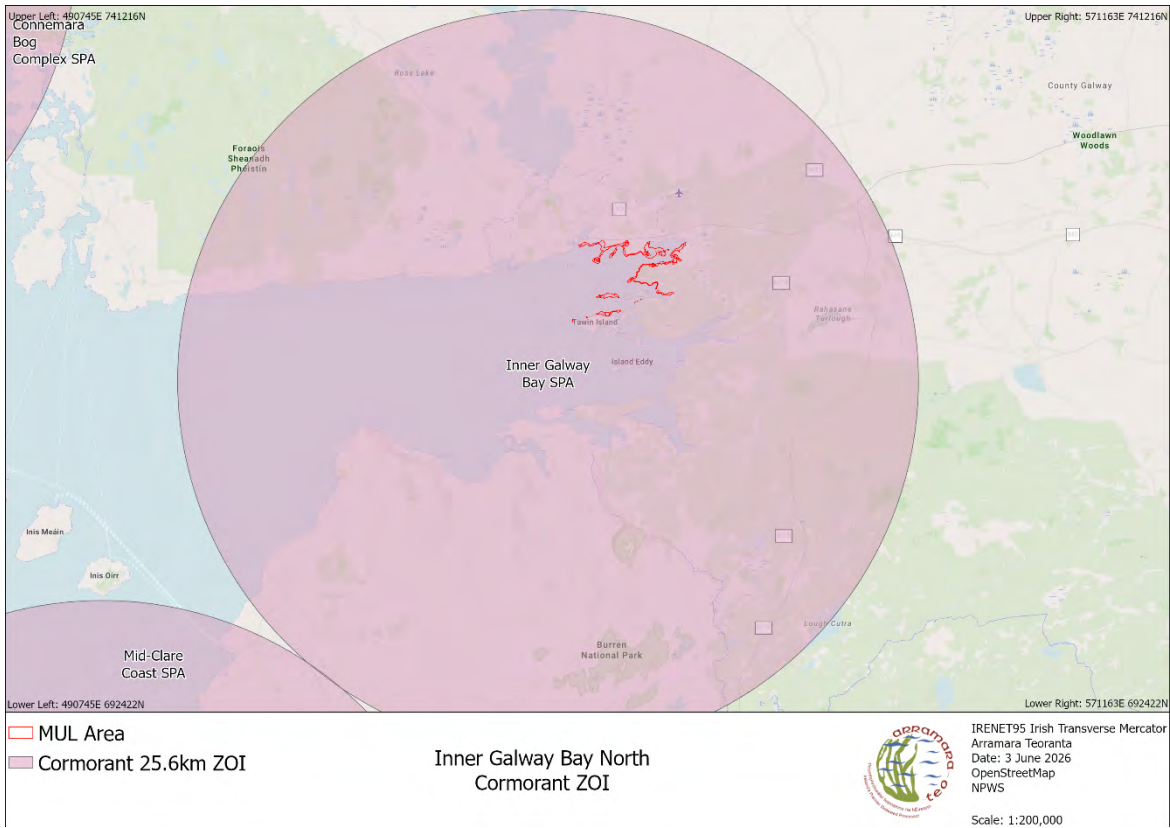 Upper Left: 490745E 741216N
Upper Right: 571163E 741216N
Connemara
Bog
Complex SPA
Ross Lake
County Galway
Foraois
Sheanadh
Pheistín
Woodlawn
Woods
Rahasane
Turlough
Tawin Island
Inner Galway
Bay SPA
Island Eddy
Inis Meáin
Inis Oírr
Lough Cutra
Mid-Clare
Coast SPA
Burren
National Park
Lower Left: 490745E 692422N
Lower Right: 571163E 692422N
MUL Area
Cormorant 25.6km ZOI
Inner Galway Bay North
Cormorant ZOI
arramara
teo
IRENET95 Irish Transverse Mercator
Arramara Teoranta
Date: 3 June 2026
OpenStreetMap
NPWS
Scale: 1:200,000